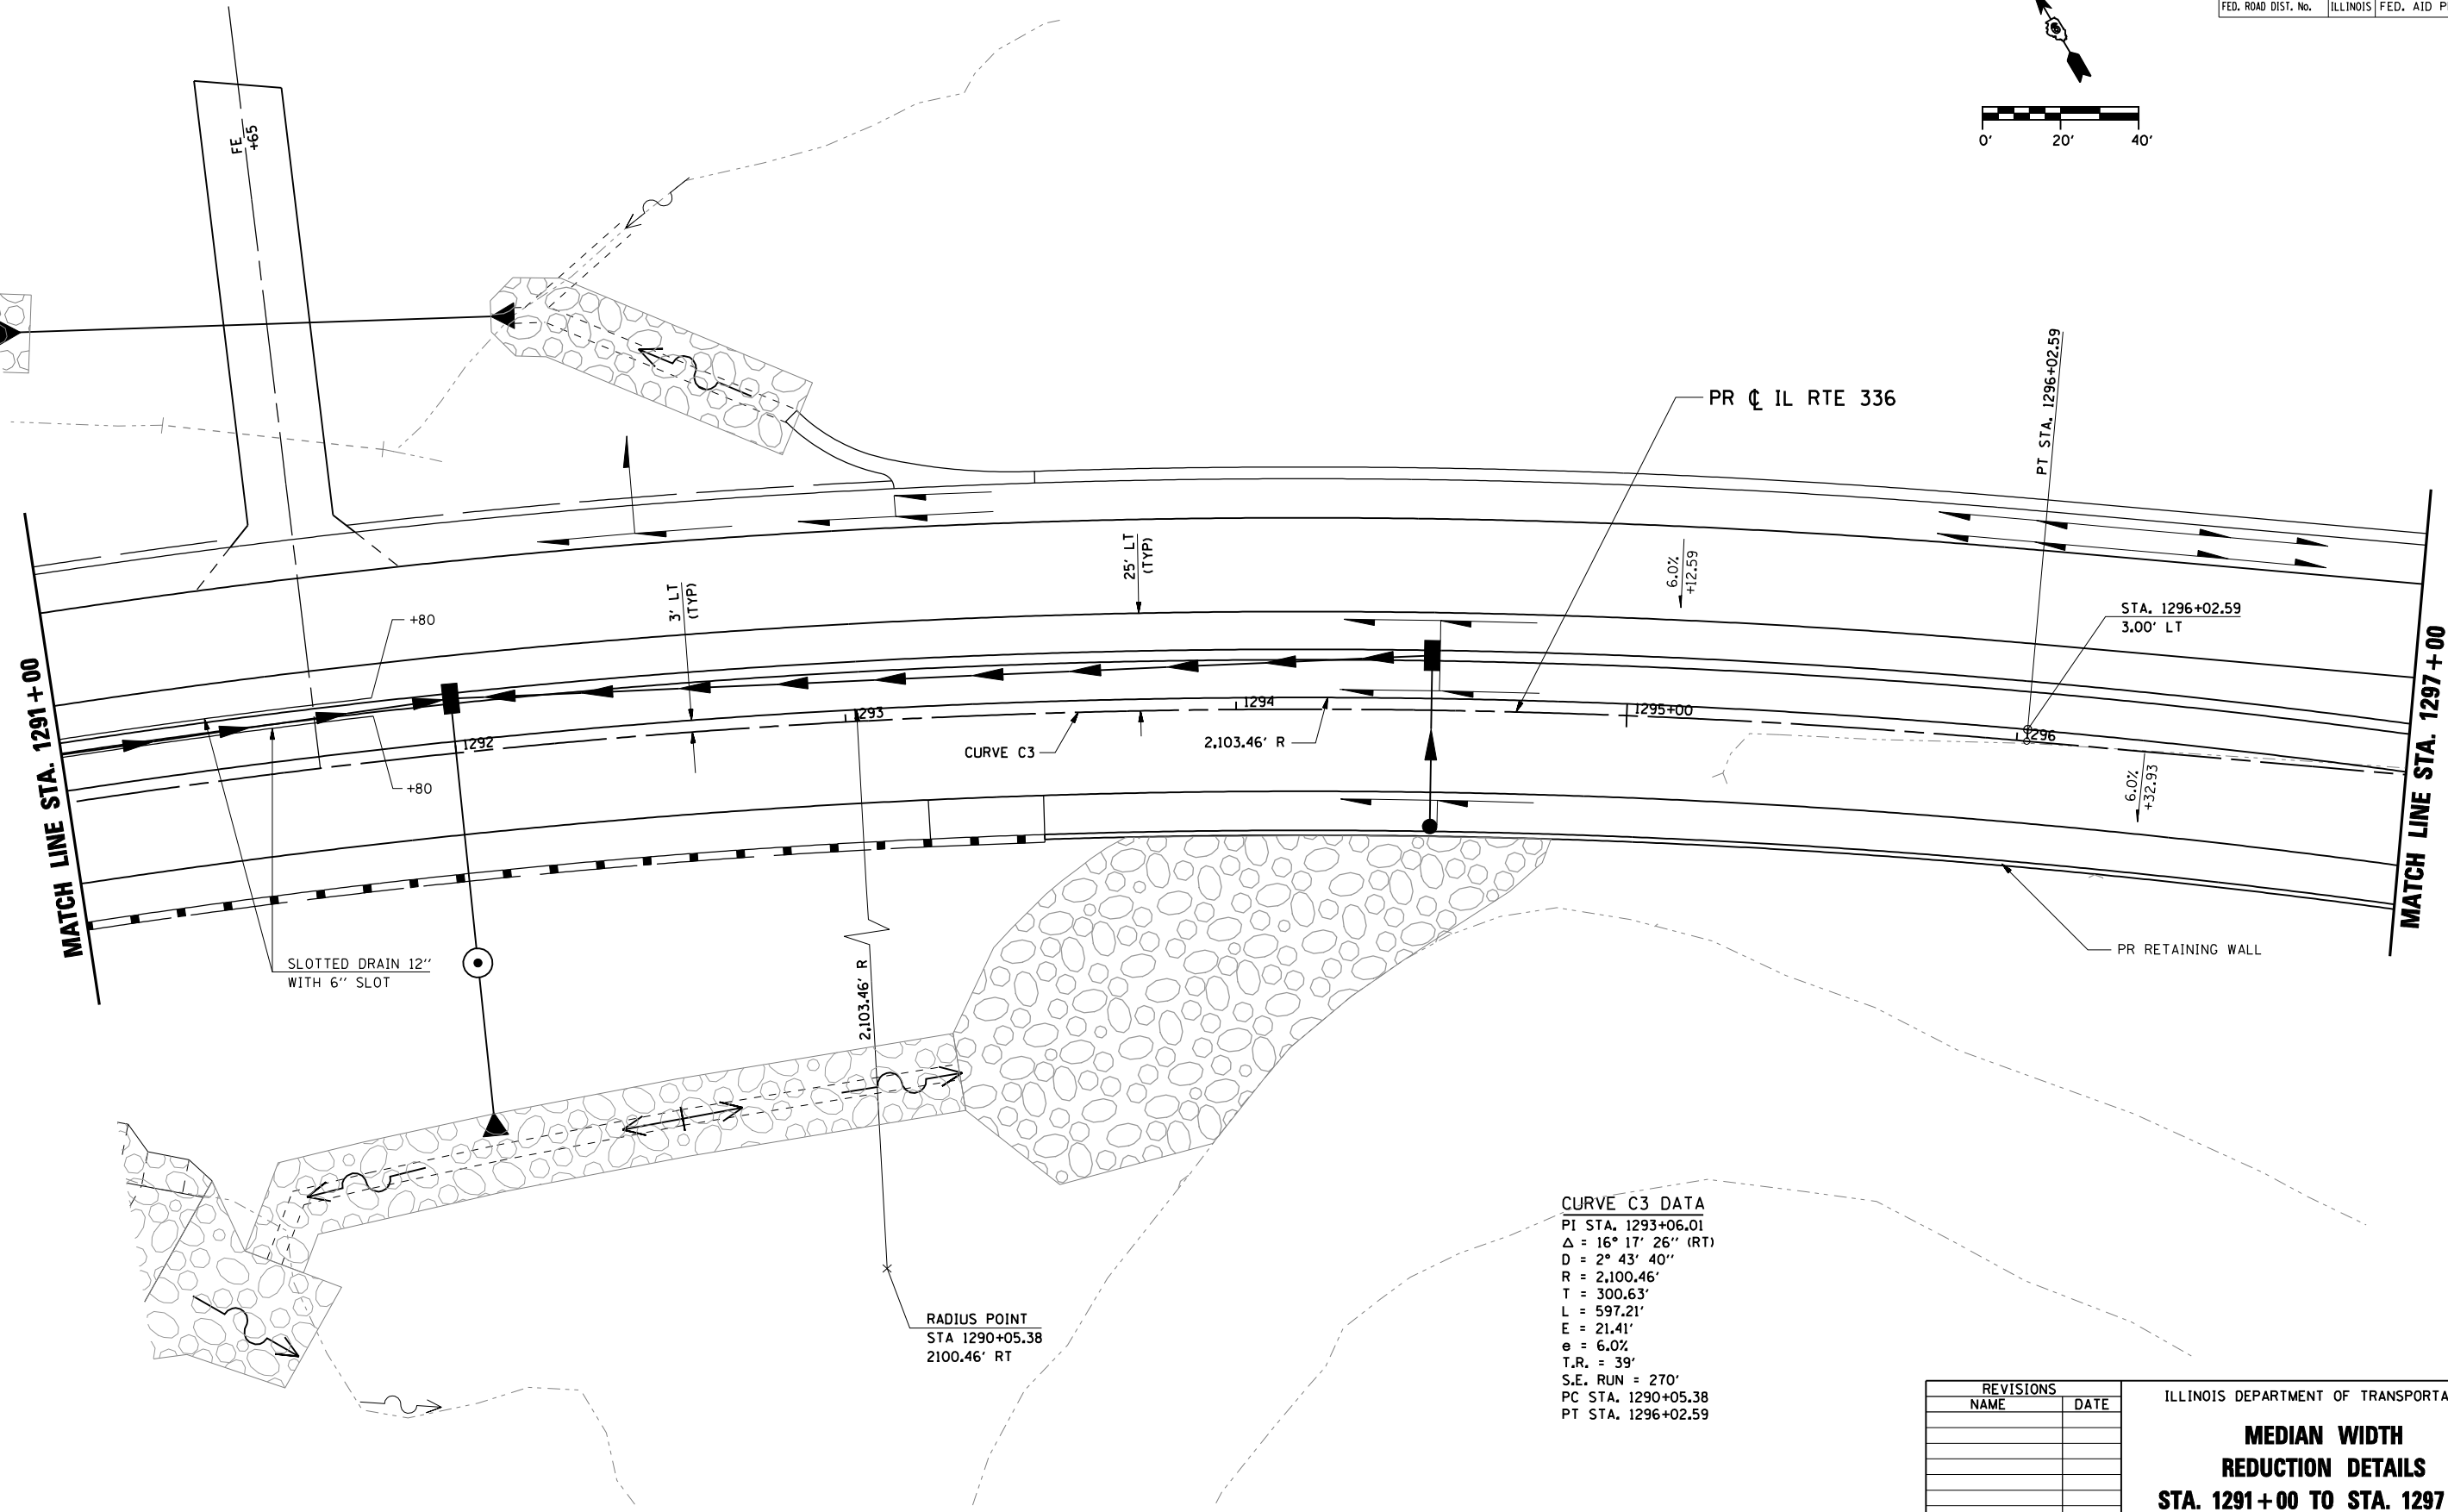 FED. ROAD DIST. No. ILLINOIS FED. AID
0' 20' 40'
FE
+65
PR ℄ IL RTE 336
PT STA. 1296+02.59
25' LT
(TYP)
3' LT
(TYP)
6.0%
+12.59
STA. 1296+02.59
3.00' LT
+80
1292
1293
1294
1295+00
1296
CURVE C3
2,103.46' R
+80
6.0%
+32.93
MATCH LINE STA. 1291+00
MATCH LINE STA. 1297+00
SLOTTED DRAIN 12"
WITH 6" SLOT
2,103.46' R
PR RETAINING WALL
RADIUS POINT
STA 1290+05.38
2100.46' RT
CURVE C3 DATA
PI STA. 1293+06.01
Δ = 16° 17' 26" (RT)
D = 2° 43' 40"
R = 2,100.46'
T = 300.63'
L = 597.21'
E = 21.41'
e = 6.0%
T.R. = 39'
S.E. RUN = 270'
PC STA. 1290+05.38
PT STA. 1296+02.59
REVISIONS
NAME DATE
ILLINOIS DEPARTMENT OF TRANSPORTA
MEDIAN WIDTH
REDUCTION DETAILS
STA. 1291+00 TO STA. 1297